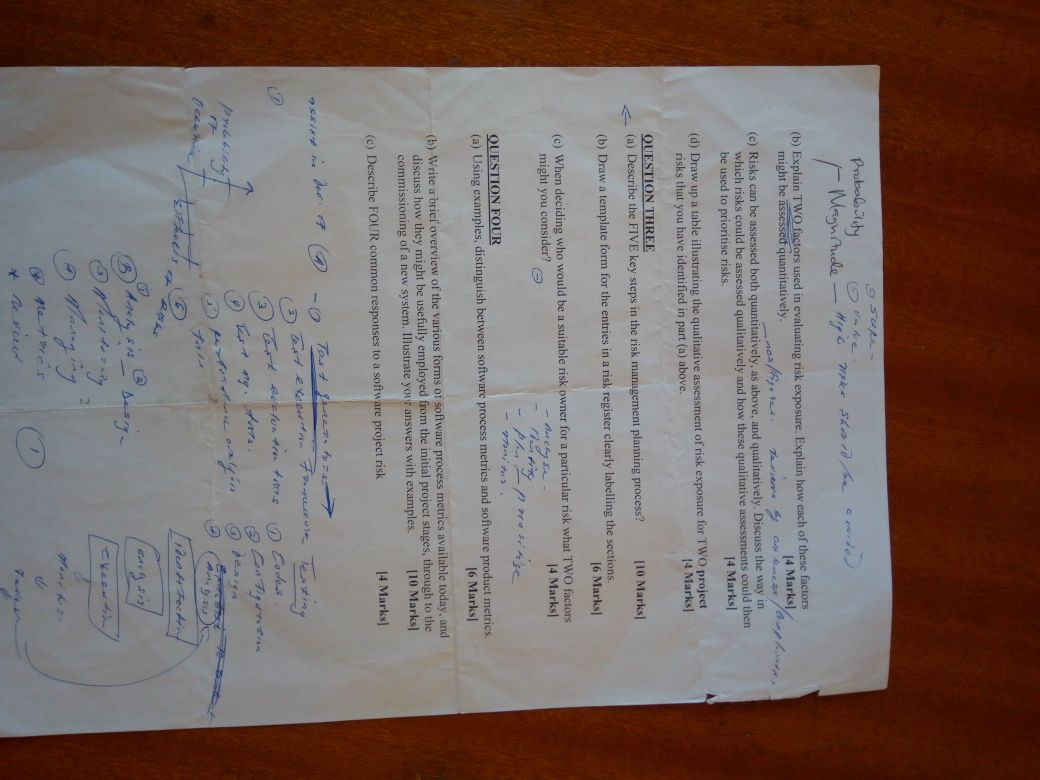 Scope.
Probability
Value.
Magnitude — High risks should be avoided
(b) Explain TWO factors used in evaluating risk exposure. Explain how each of these factors
might be assessed quantitatively. [4 Marks]
nos/figures. reviews by
(c) Risks can be assessed both quantitatively, as above, and qualitatively. Discuss the way in
which risks could be assessed qualitatively and how these qualitative assessments could then
be used to prioritise risks. [4 Marks]
(d) Draw up a table illustrating the qualitative assessment of risk exposure for TWO project
risks that you have identified in part (a) above. [4 Marks]
QUESTION THREE
(a) Describe the FIVE key steps in the risk management planning process? [10 Marks]
(b) Draw a template form for the entries in a risk register clearly labelling the sections.
[6 Marks]
(c) When deciding who would be a suitable risk owner for a particular risk what TWO factors
might you consider? [4 Marks]
- Analyse.
- Identify
- Plan - prioritize
- monitor.
QUESTION FOUR
(a) Using examples, distinguish between software process metrics and software product metrics.
[6 Marks]
(b) Write a brief overview of the various forms of software process metrics available today, and
discuss how they might be usefully employed from the initial project stages, through to the
commissioning of a new system. Illustrate your answers with examples. [10 Marks]
(c) Describe FOUR common responses to a software project risk [4 Marks]
assist in Dev. of (A) - (1) Test generators
(2) Test execution Framework Testing
(3) Test evaluation tools (1) Codes.
(4) Test mg. tools. (2) Configuration
(5) performance analysis (3) design
tools (4) Analysis
probability
of
Effects of Risks (6)
Identification
(B) (1) Analysis (2) Design
analysis
(3) Monitoring
execution
(4) Managing
Monitor
* Metrics
* Review (1)